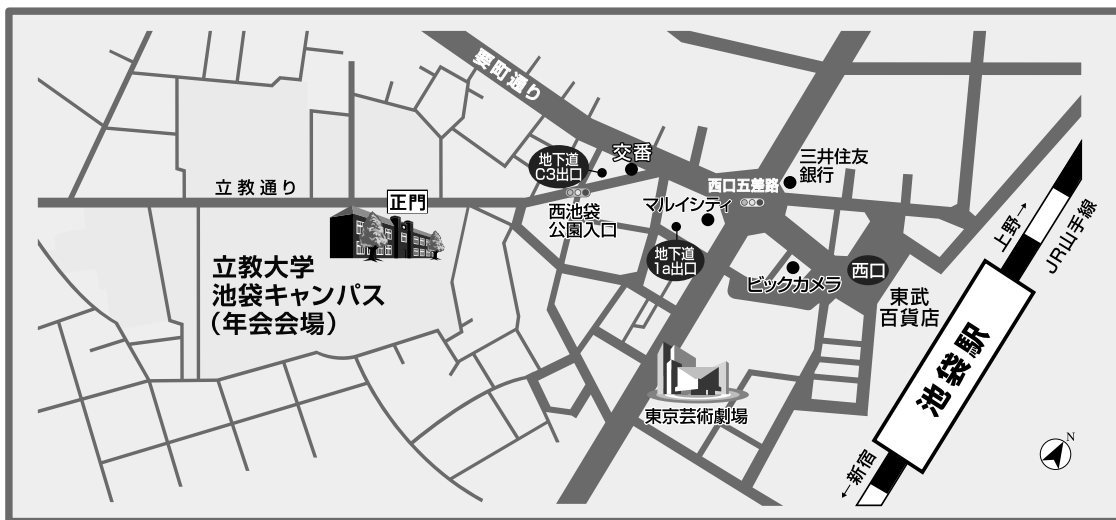 要町通り
地下道
C3出口
交番
三井住友
銀行
西口五差路
立教通り
正門
西池袋
公園入口
マルイシティ
地下道
1a出口
ビックカメラ
西口
上野→
JR山手線
立教大学
池袋キャンパス
（年会会場）
東武
百貨店
池袋駅
東京芸術劇場
←新宿
N